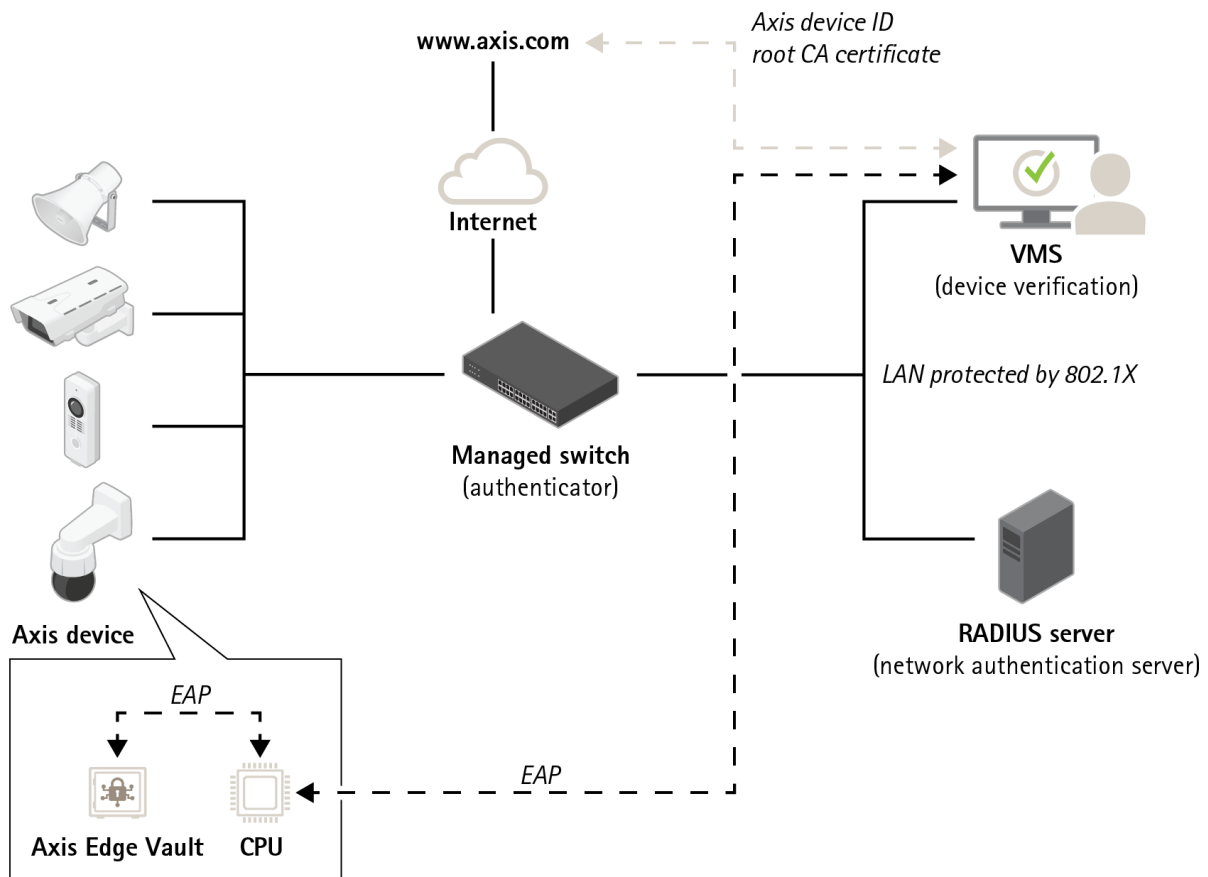 www.axis.com
Axis device ID
root CA certificate
Internet
VMS
(device verification)
LAN protected by 802.1X
Managed switch
(authenticator)
Axis device
RADIUS server
(network authentication server)
EAP
EAP
Axis Edge Vault
CPU